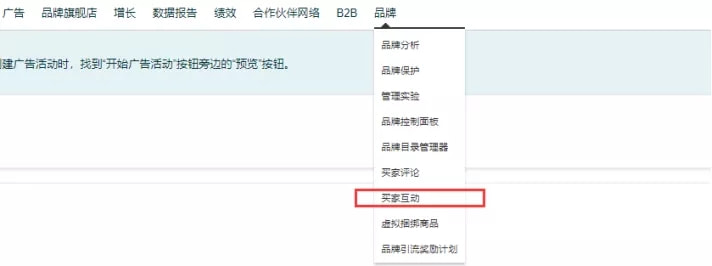 广告 品牌旗舰店 增长 数据报告 绩效 合作伙伴网络 B2B 品牌
建广告活动时，找到“开始广告活动”按钮旁边的“预览”按钮。
品牌分析
品牌保护
管理实验
品牌控制面板
品牌目录管理器
买家评论
买家互动
虚拟捆绑商品
品牌引流奖励计划